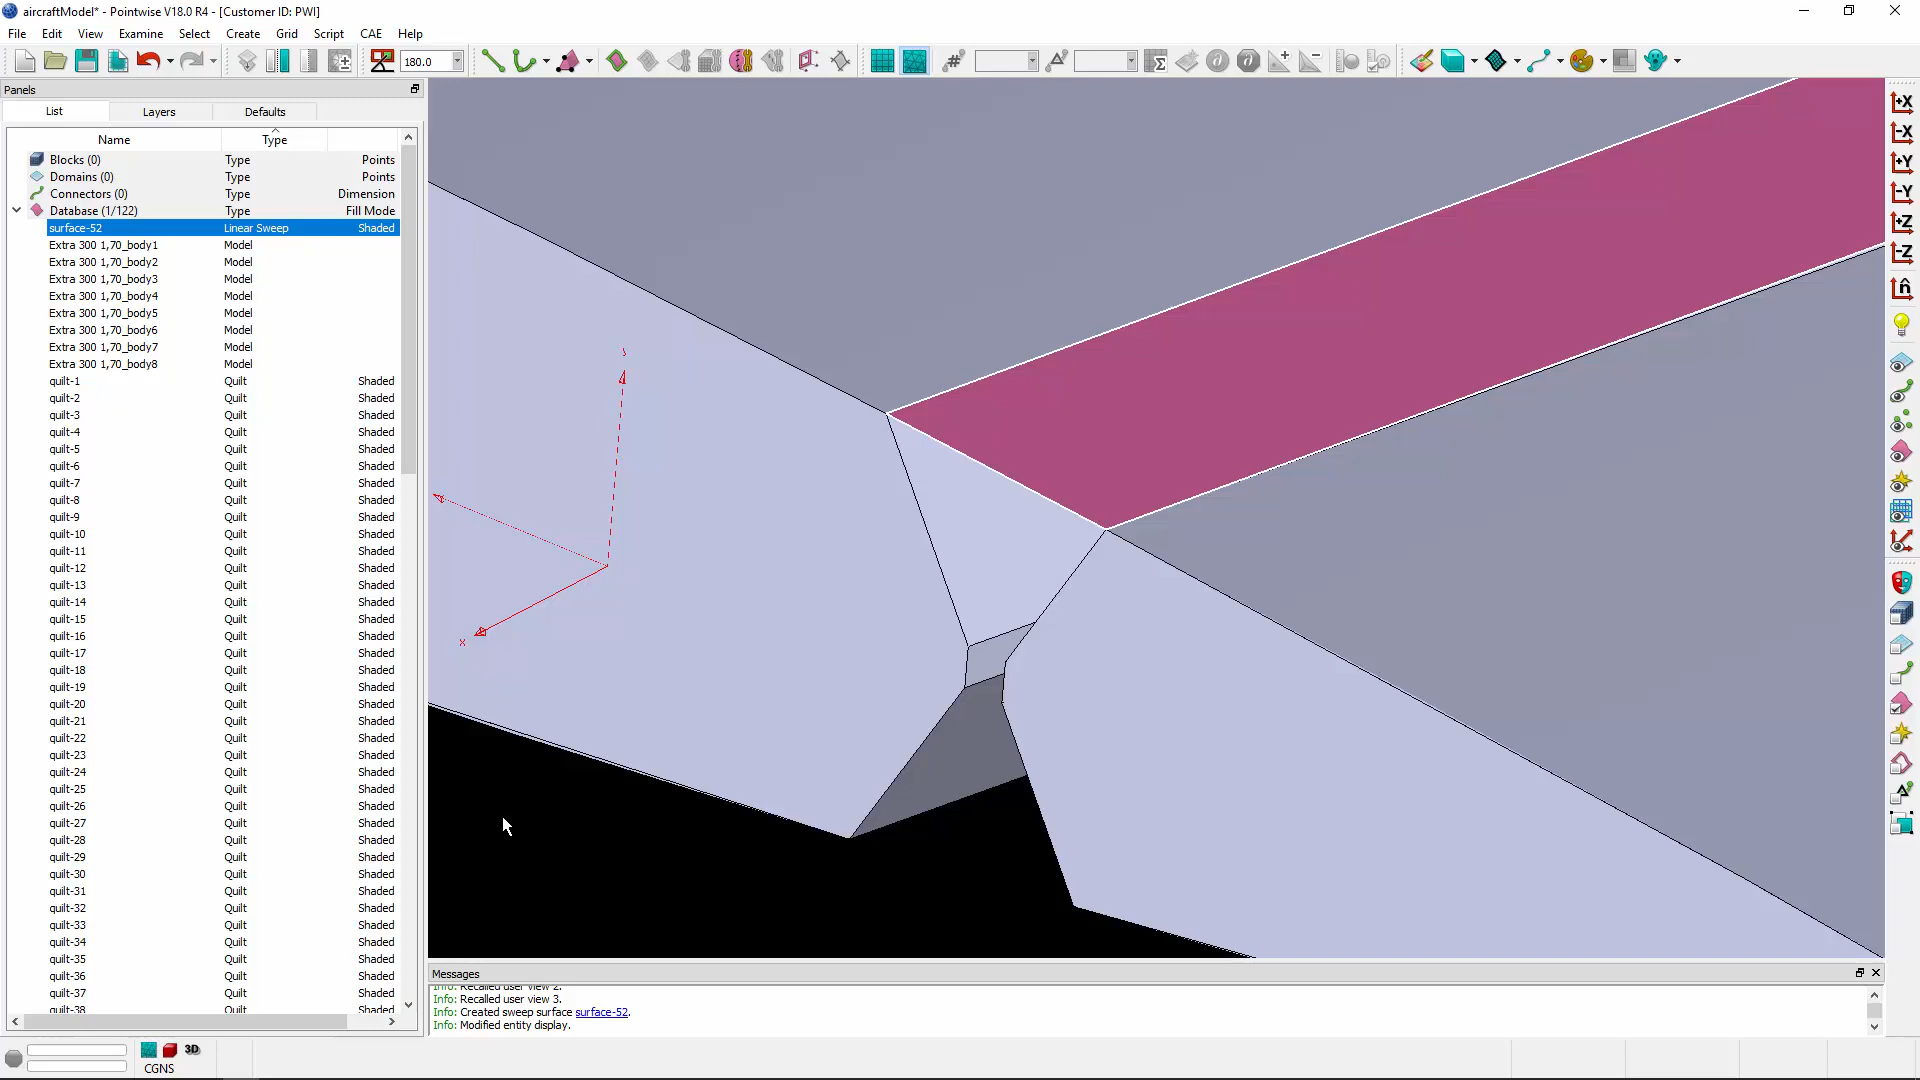 aircraftModel* - Pointwise V18.0 R4 - [Customer ID: PWI]
File Edit View Examine Select Create Grid Script CAE Help
180.0
Panels
List Layers Defaults
Name Type
Blocks (0) Type Points
Domains (0) Type Points
Connectors (0) Type Dimension
Database (1/122) Type Fill Mode
surface-52 Linear Sweep Shaded
Extra 300 1,70_body1 Model
Extra 300 1,70_body2 Model
Extra 300 1,70_body3 Model
Extra 300 1,70_body4 Model
Extra 300 1,70_body5 Model
Extra 300 1,70_body6 Model
Extra 300 1,70_body7 Model
Extra 300 1,70_body8 Model
quilt-1 Quilt Shaded
quilt-2 Quilt Shaded
quilt-3 Quilt Shaded
quilt-4 Quilt Shaded
quilt-5 Quilt Shaded
quilt-6 Quilt Shaded
quilt-7 Quilt Shaded
quilt-8 Quilt Shaded
quilt-9 Quilt Shaded
quilt-10 Quilt Shaded
quilt-11 Quilt Shaded
quilt-12 Quilt Shaded
quilt-13 Quilt Shaded
quilt-14 Quilt Shaded
quilt-15 Quilt Shaded
quilt-16 Quilt Shaded
quilt-17 Quilt Shaded
quilt-18 Quilt Shaded
quilt-19 Quilt Shaded
quilt-20 Quilt Shaded
quilt-21 Quilt Shaded
quilt-22 Quilt Shaded
quilt-23 Quilt Shaded
quilt-24 Quilt Shaded
quilt-25 Quilt Shaded
quilt-26 Quilt Shaded
quilt-27 Quilt Shaded
quilt-28 Quilt Shaded
quilt-29 Quilt Shaded
quilt-30 Quilt Shaded
quilt-31 Quilt Shaded
quilt-32 Quilt Shaded
quilt-33 Quilt Shaded
quilt-34 Quilt Shaded
quilt-35 Quilt Shaded
quilt-36 Quilt Shaded
quilt-37 Quilt Shaded
quilt-38 Quilt Shaded
X
+X
-X
+Y
-Y
+Z
-Z
n̂
Messages
Info: Recalled user view 2.
Info: Recalled user view 3.
Info: Created sweep surface surface-52.
Info: Modified entity display.
3D
CGNS